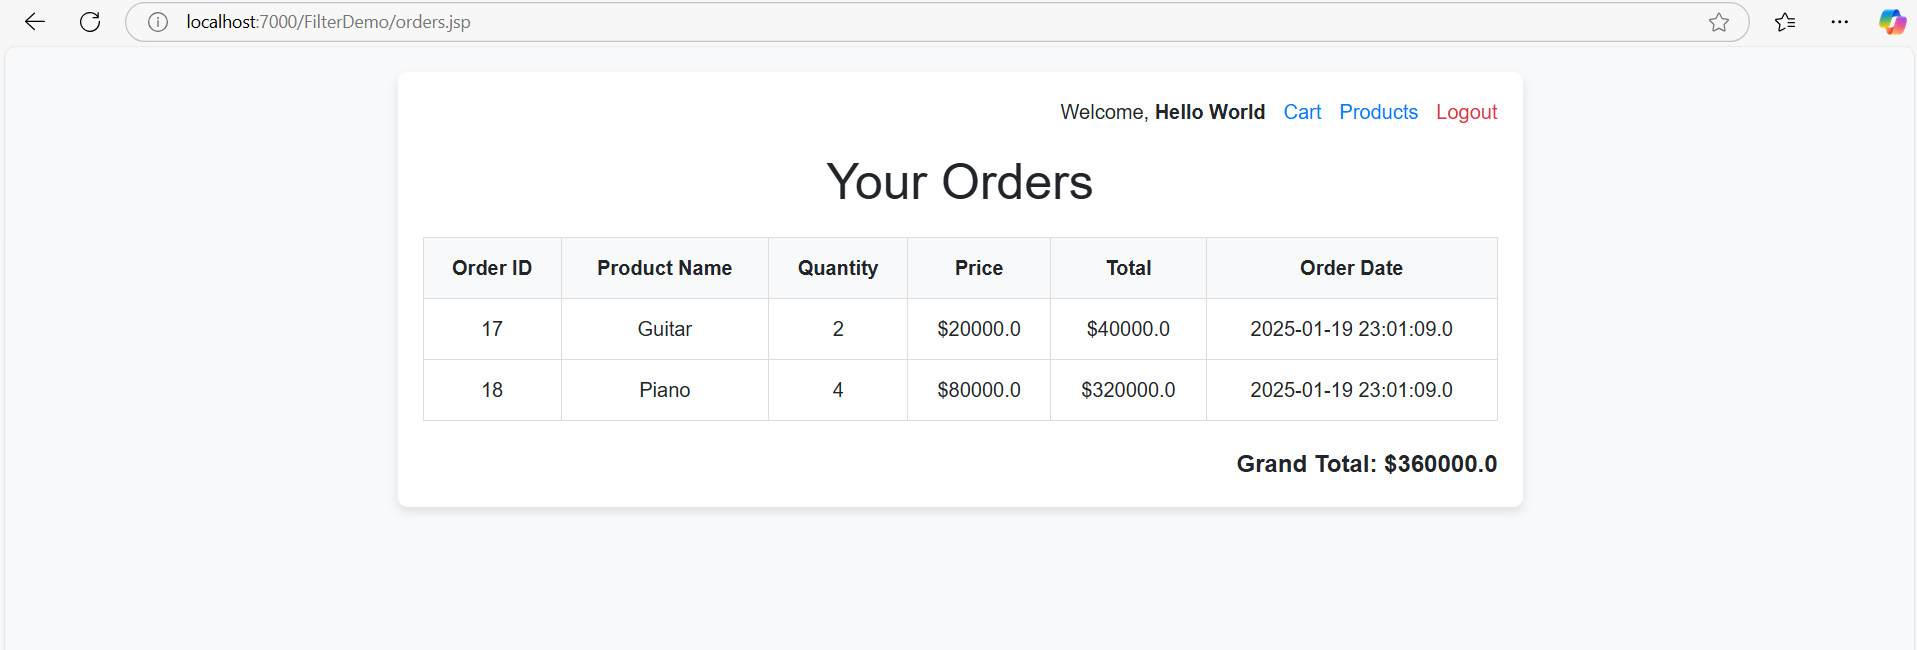 localhost:7000/FilterDemo/orders.jsp
Welcome, Hello World Cart Products Logout
Your Orders
Order ID Product Name Quantity Price Total Order Date
17 Guitar 2 $20000.0 $40000.0 2025-01-19 23:01:09.0
18 Piano 4 $80000.0 $320000.0 2025-01-19 23:01:09.0
Grand Total: $360000.0